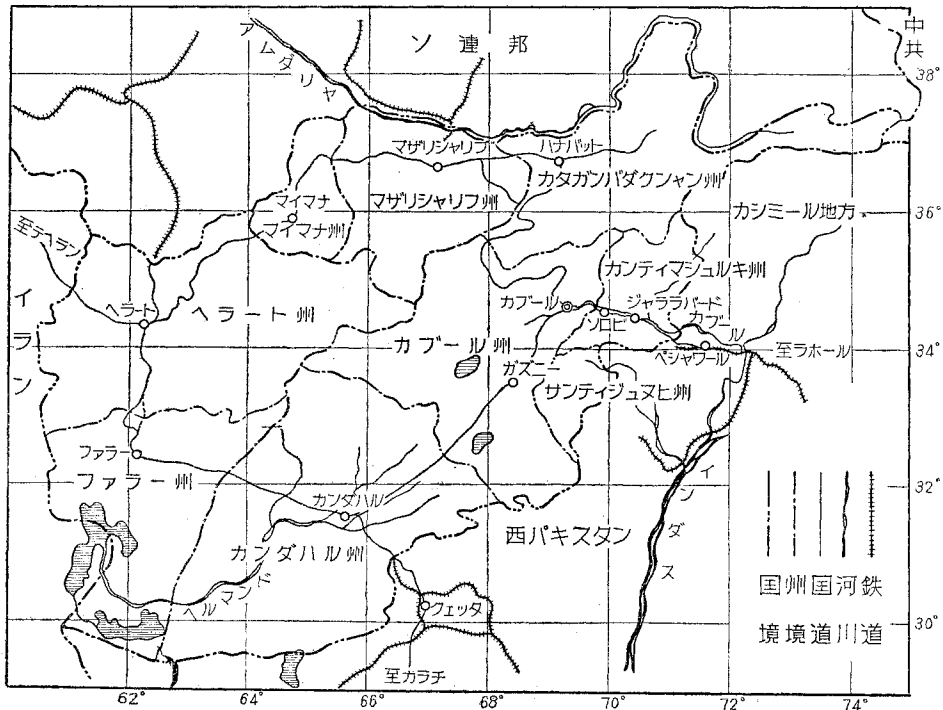 ソ連邦
中共
アムダリヤ
38°
マザリシャリフ
ハナバット
カタガンバダクシャン州
マイマナ
マザリシャリフ州
カシミール地方
36°
至テヘラン
マイマナ州
カンティマシュルキ州
イラン
ヘラート
ヘラート州
カブール
ジャララバード
ソロビ
カブール
カブール州
ペシャワール
至ラホール
34°
ガズニー
サンティジュヌヒ州
ファラー
ファラー州
32°
カンダハル
インダス
西パキスタン
カンダハル州
ヘルマンド
クェッタ
国境
州境
国道
河川
鉄道
30°
至カラチ
62°
64°
66°
68°
70°
72°
74°